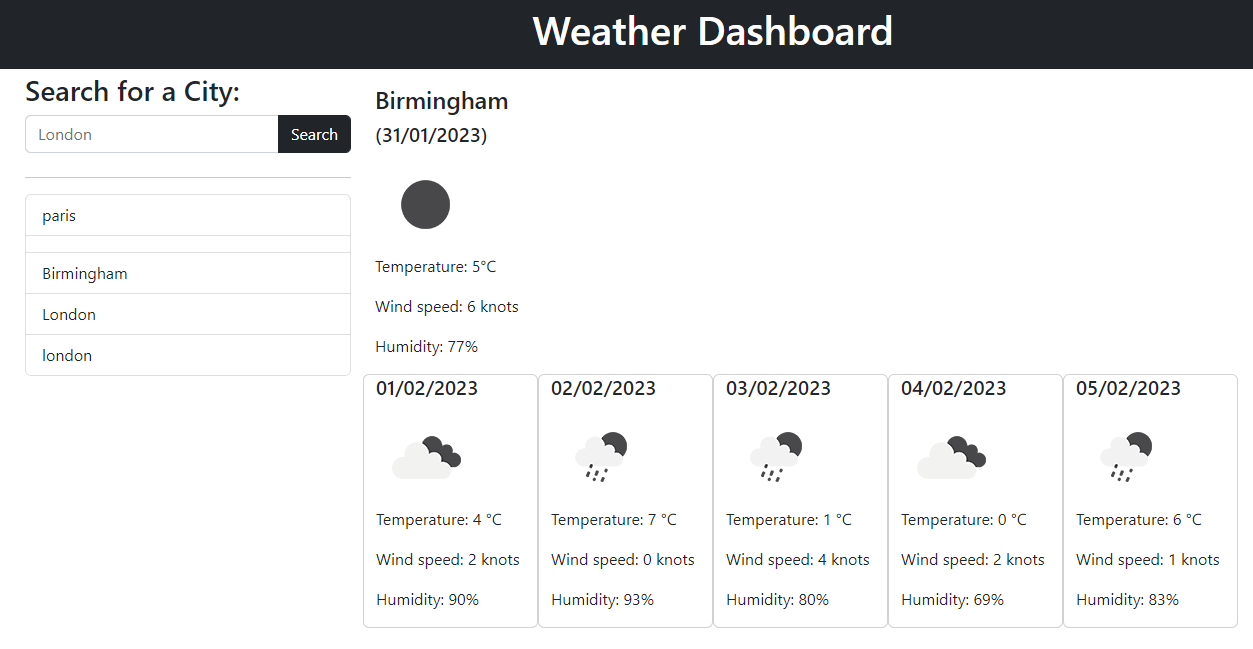 Weather Dashboard
Search for a City:
London
Search
paris
Birmingham
London
london
Birmingham
(31/01/2023)
Temperature: 5°C
Wind speed: 6 knots
Humidity: 77%
01/02/2023
Temperature: 4 °C
Wind speed: 2 knots
Humidity: 90%
02/02/2023
Temperature: 7 °C
Wind speed: 0 knots
Humidity: 93%
03/02/2023
Temperature: 1 °C
Wind speed: 4 knots
Humidity: 80%
04/02/2023
Temperature: 0 °C
Wind speed: 2 knots
Humidity: 69%
05/02/2023
Temperature: 6 °C
Wind speed: 1 knots
Humidity: 83%